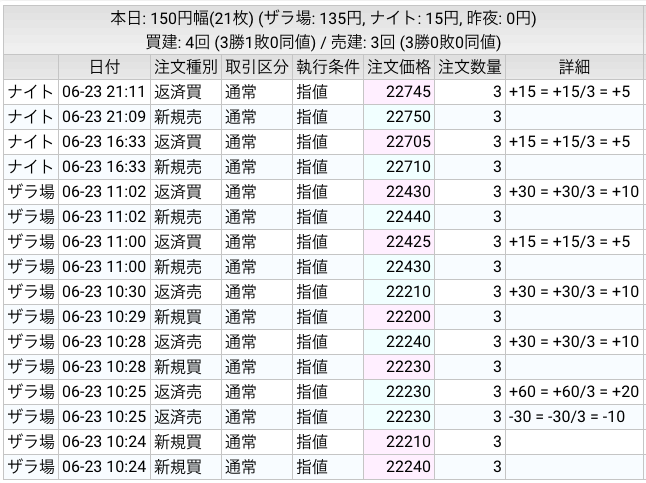 本日: 150円幅(21枚) (ザラ場: 135円, ナイト: 15円, 昨夜: 0円)
買建: 4回 (3勝1敗0同値) / 売建: 3回 (3勝0敗0同値)
日付 注文種別 取引区分 執行条件 注文価格 注文数量 詳細
ナイト 06-23 21:11 返済買 通常 指値 22745 3 +15 = +15/3 = +5
ナイト 06-23 21:09 新規売 通常 指値 22750 3
ナイト 06-23 16:33 返済買 通常 指値 22705 3 +15 = +15/3 = +5
ナイト 06-23 16:33 新規売 通常 指値 22710 3
ザラ場 06-23 11:02 返済買 通常 指値 22430 3 +30 = +30/3 = +10
ザラ場 06-23 11:02 新規売 通常 指値 22440 3
ザラ場 06-23 11:00 返済買 通常 指値 22425 3 +15 = +15/3 = +5
ザラ場 06-23 11:00 新規売 通常 指値 22430 3
ザラ場 06-23 10:30 返済売 通常 指値 22210 3 +30 = +30/3 = +10
ザラ場 06-23 10:29 新規買 通常 指値 22200 3
ザラ場 06-23 10:28 返済売 通常 指値 22240 3 +30 = +30/3 = +10
ザラ場 06-23 10:28 新規買 通常 指値 22230 3
ザラ場 06-23 10:25 返済売 通常 指値 22230 3 +60 = +60/3 = +20
ザラ場 06-23 10:25 返済売 通常 指値 22230 3 -30 = -30/3 = -10
ザラ場 06-23 10:24 新規買 通常 指値 22210 3
ザラ場 06-23 10:24 新規買 通常 指値 22240 3